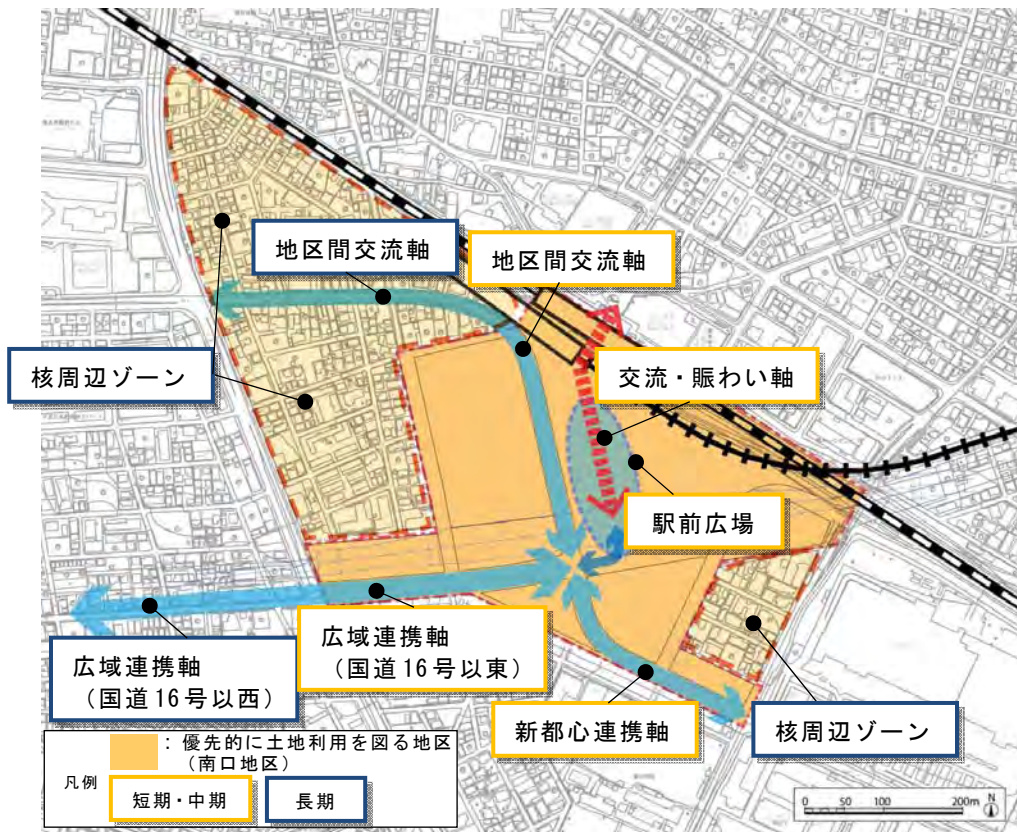 地区間交流軸
地区間交流軸
核周辺ゾーン
交流・賑わい軸
駅前広場
広域連携軸
（国道16号以西）
広域連携軸
（国道16号以東）
新都心連携軸
核周辺ゾーン
凡例
：優先的に土地利用を図る地区
（南口地区）
短期・中期
長期
0 50 100 200m
N